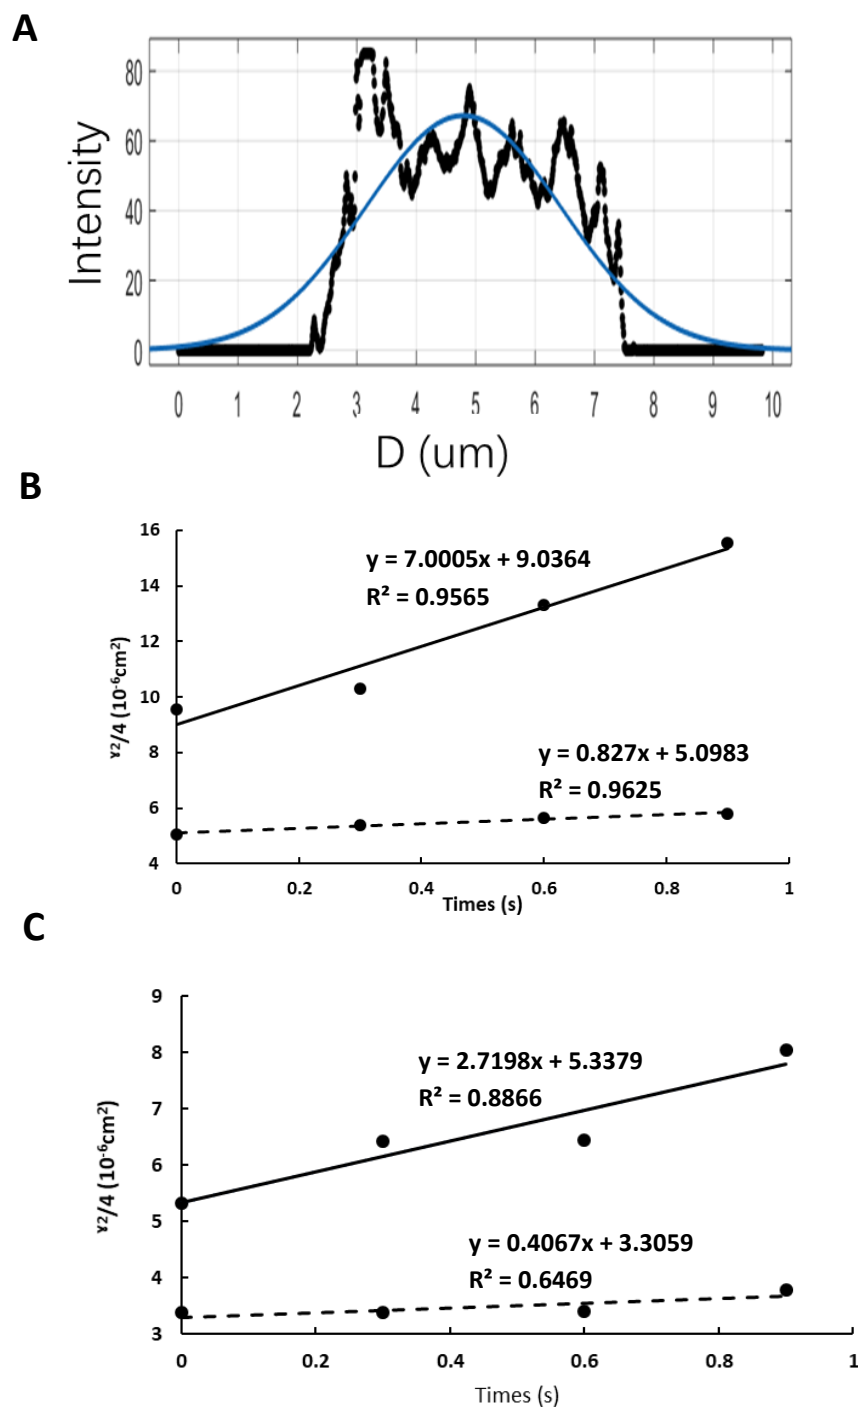 A
Intensity
80
60
40
20
0
0 1 2 3 4 5 6 7 8 9 10
D (um)
B
16
14
12
10
8
6
4
y = 7.0005x + 9.0364
R² = 0.9565
y = 0.827x + 5.0983
R² = 0.9625
ɤ²/4 (10⁻⁶cm²)
0 0.2 0.4 0.6 0.8 1
Times (s)
C
9
8
7
6
5
4
3
y = 2.7198x + 5.3379
R² = 0.8866
y = 0.4067x + 3.3059
R² = 0.6469
ɤ²/4 (10⁻⁶cm²)
0 0.2 0.4 0.6 0.8 1
Times (s)